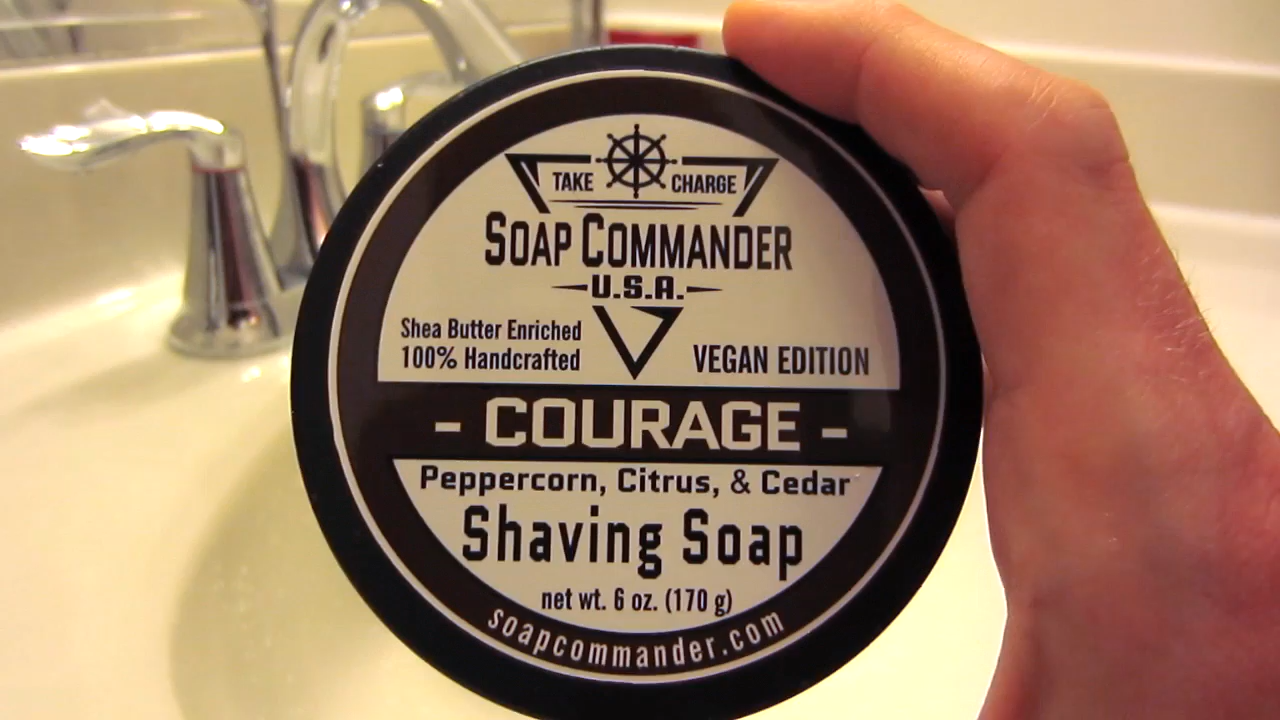 TAKE CHARGE
SOAP COMMANDER
U.S.A.
Shea Butter Enriched
100% Handcrafted
VEGAN EDITION
- COURAGE -
Peppercorn, Citrus, & Cedar
Shaving Soap
net wt. 6 oz. (170 g)
soapcommander.com